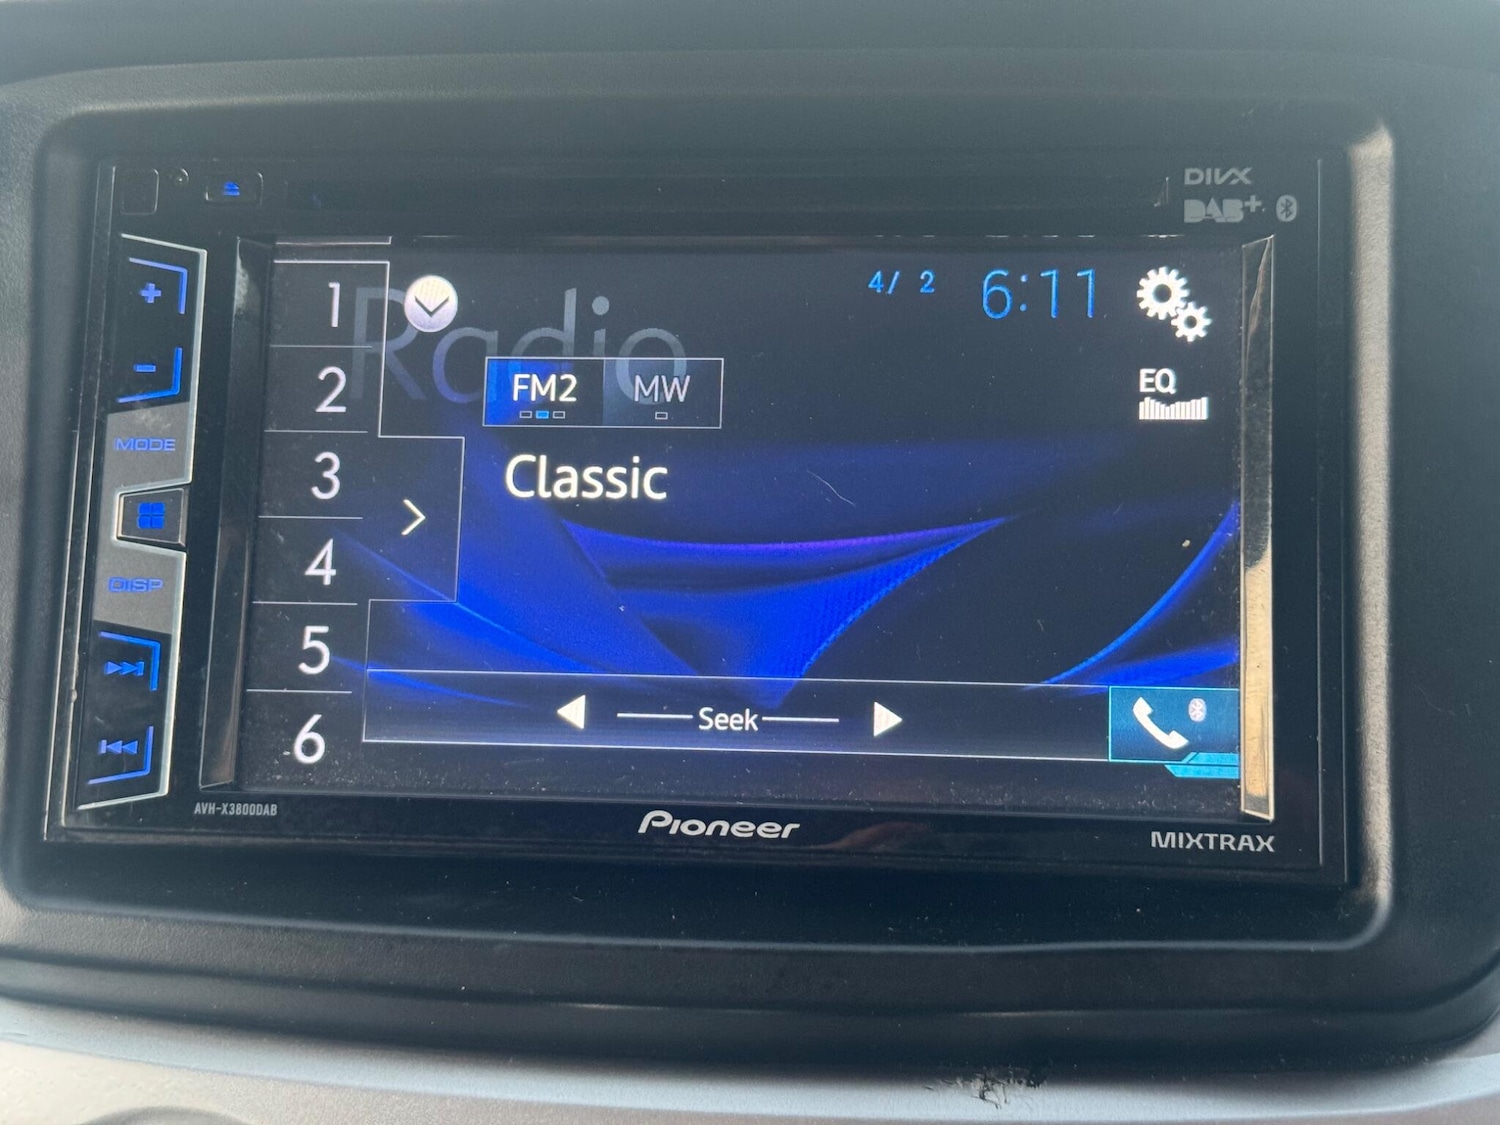 DIVX
DAB+
4/ 2 6:11
Radio
1
2
3
4
5
6
FM2 MW
EQ
Classic
MODE
DISP
Seek
AVH-X3800DAB
Pioneer
MIXTRAX